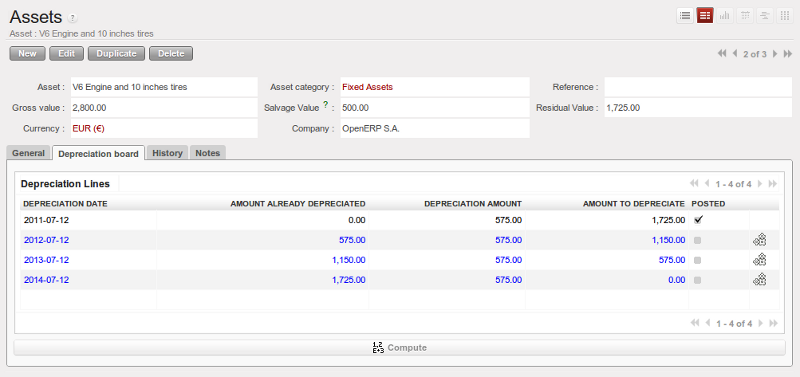 Assets ?
Asset : V6 Engine and 10 inches tires
New Edit Duplicate Delete 2 of 3
Asset : V6 Engine and 10 inches tires Asset category : Fixed Assets Reference :
Gross value : 2,800.00 Salvage Value ? : 500.00 Residual Value : 1,725.00
Currency : EUR (€) Company : OpenERP S.A.
General Depreciation board History Notes
Depreciation Lines 1 - 4 of 4
DEPRECIATION DATE AMOUNT ALREADY DEPRECIATED DEPRECIATION AMOUNT AMOUNT TO DEPRECIATE POSTED
2011-07-12 0.00 575.00 1,725.00
2012-07-12 575.00 575.00 1,150.00
2013-07-12 1,150.00 575.00 575.00
2014-07-12 1,725.00 575.00 0.00
1 - 4 of 4
1,2 E+3 Compute